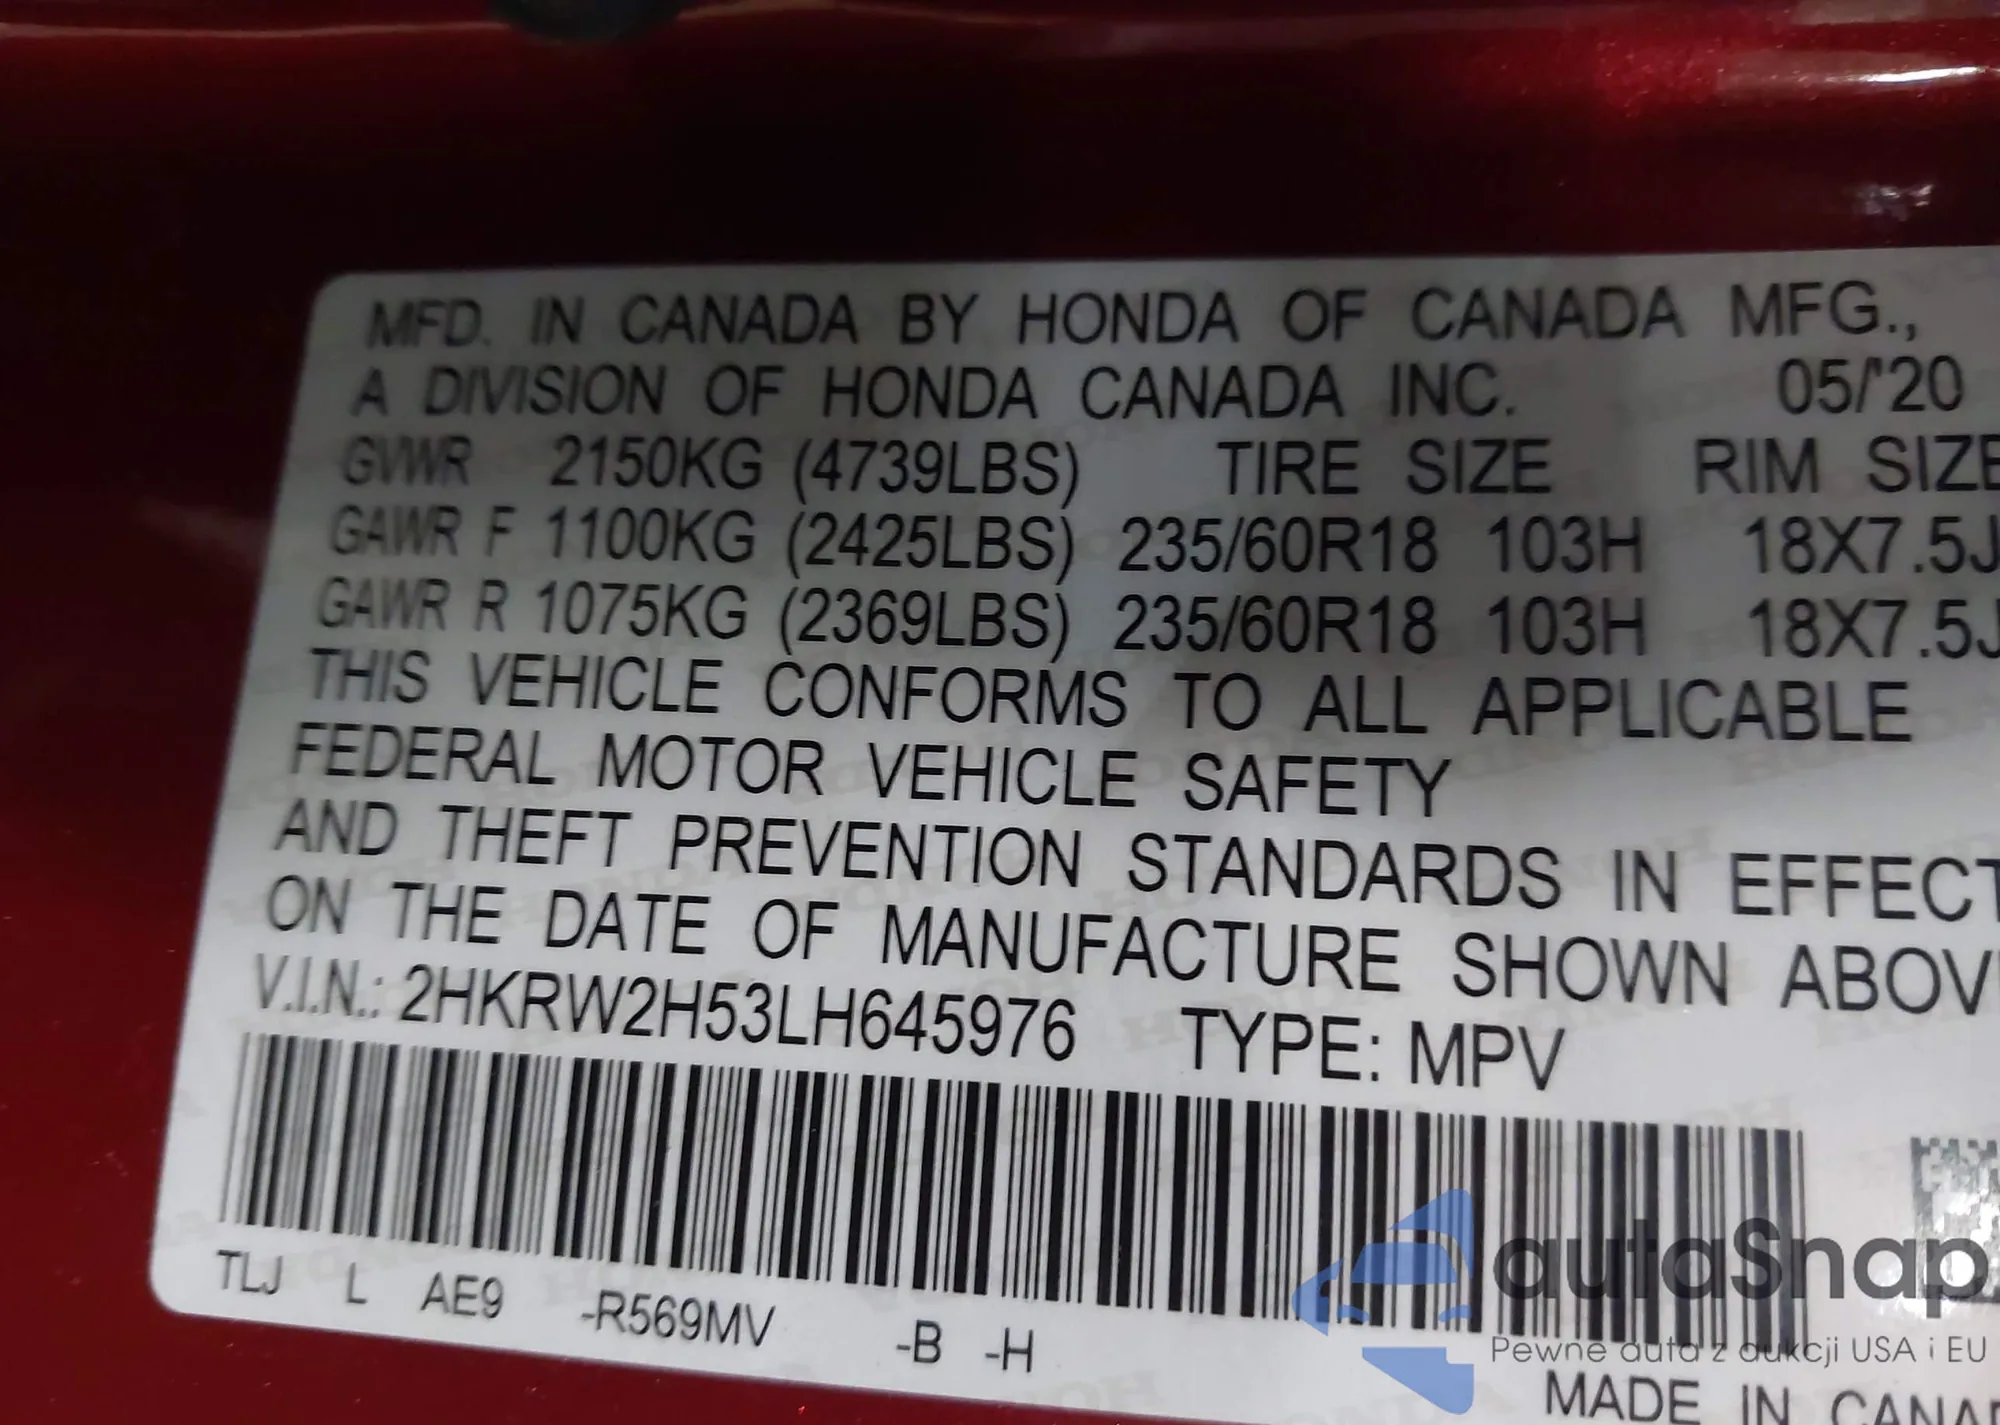 MFD. IN CANADA BY HONDA OF CANADA MFG.,
A DIVISION OF HONDA CANADA INC. 05/'20
GVWR 2150KG (4739LBS) TIRE SIZE RIM SIZE
GAWR F 1100KG (2425LBS) 235/60R18 103H 18X7.5J
GAWR R 1075KG (2369LBS) 235/60R18 103H 18X7.5J
THIS VEHICLE CONFORMS TO ALL APPLICABLE
FEDERAL MOTOR VEHICLE SAFETY
AND THEFT PREVENTION STANDARDS IN EFFECT
ON THE DATE OF MANUFACTURE SHOWN ABOV
V.I.N.: 2HKRW2H53LH645976 TYPE: MPV
TLJ L AE9 -R569MV -B -H
autaSnap
Pewne auta z aukcji USA i EU
MADE IN CANA